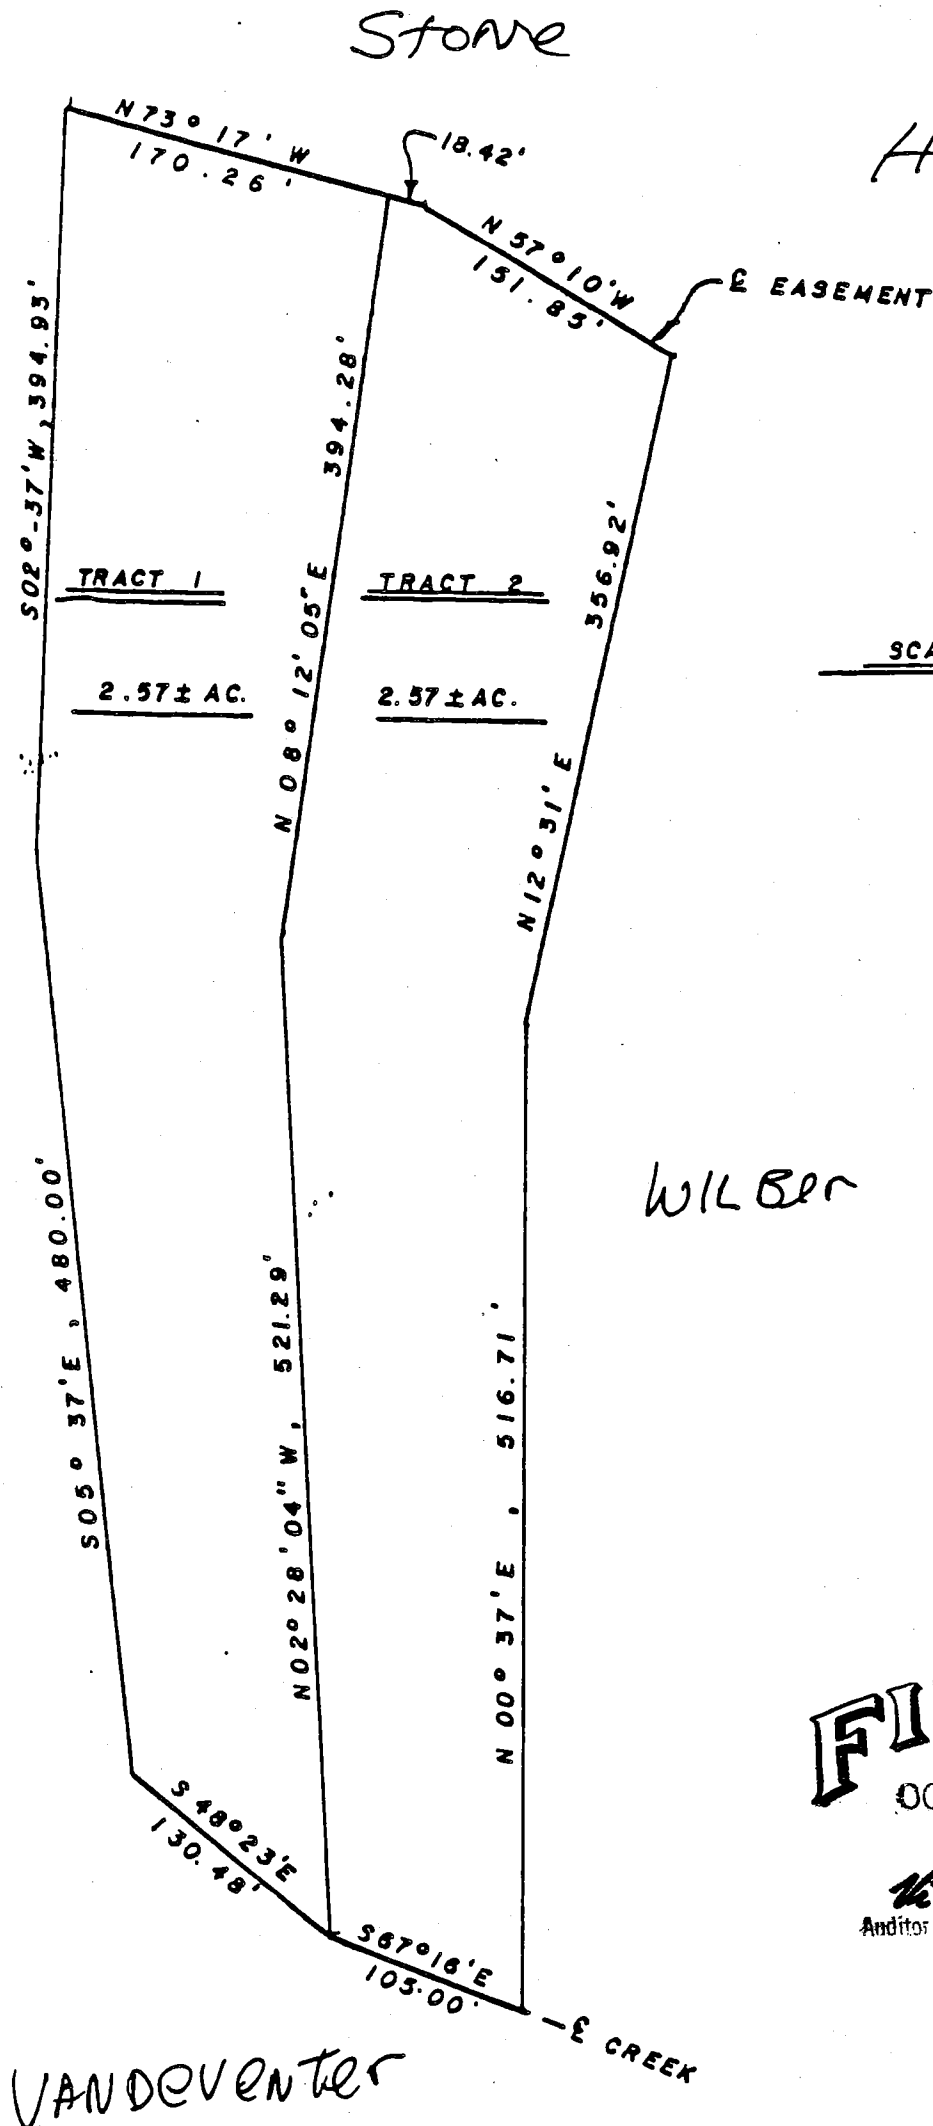 Stone
H
N 73° 17' W
170.26'
18.42'
N 57° 10' W
151.85'
℄ EASEMENT
S02°-37'W, 394.93'
394.28'
N 08° 12' 05" E
356.92'
N 12° 31' E
TRACT 1
TRACT 2
SCA
2.57± AC.
2.57± AC.
WILBer
S05° 37' E, 480.00'
N02° 28' 04" W, 521.29'
N 00° 37' E, 516.71'
FI
S 48° 23' E
130.48'
S67° 16' E
105.00'
Auditor
℄ CREEK
VANDeVenter